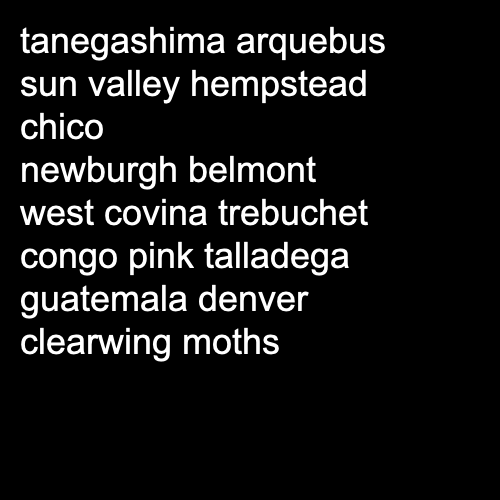 tanegashima arquebus
sun valley hempstead
chico
newburgh belmont
west covina trebuchet
congo pink talladega
guatemala denver
clearwing moths